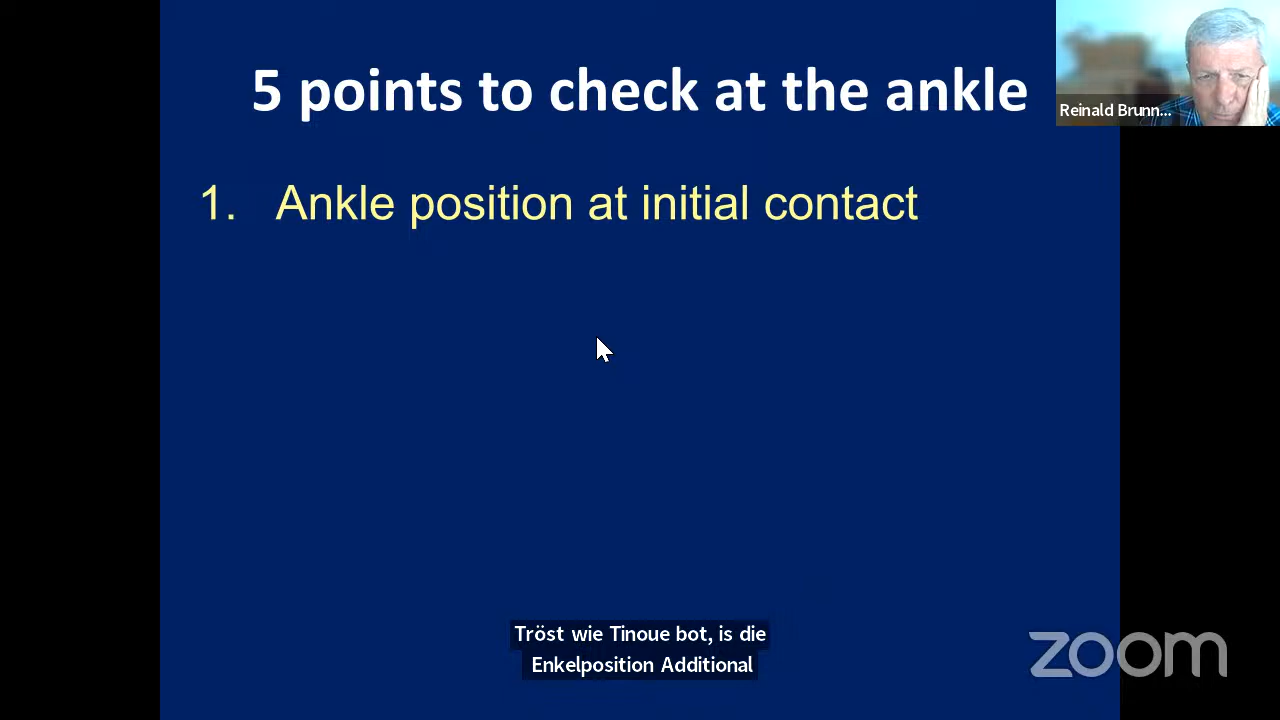 5 points to check at the ankle
Reinald Brunn...
1. Ankle position at initial contact
Tröst wie Tinoue bot, is die
Enkelposition Additional
zoom